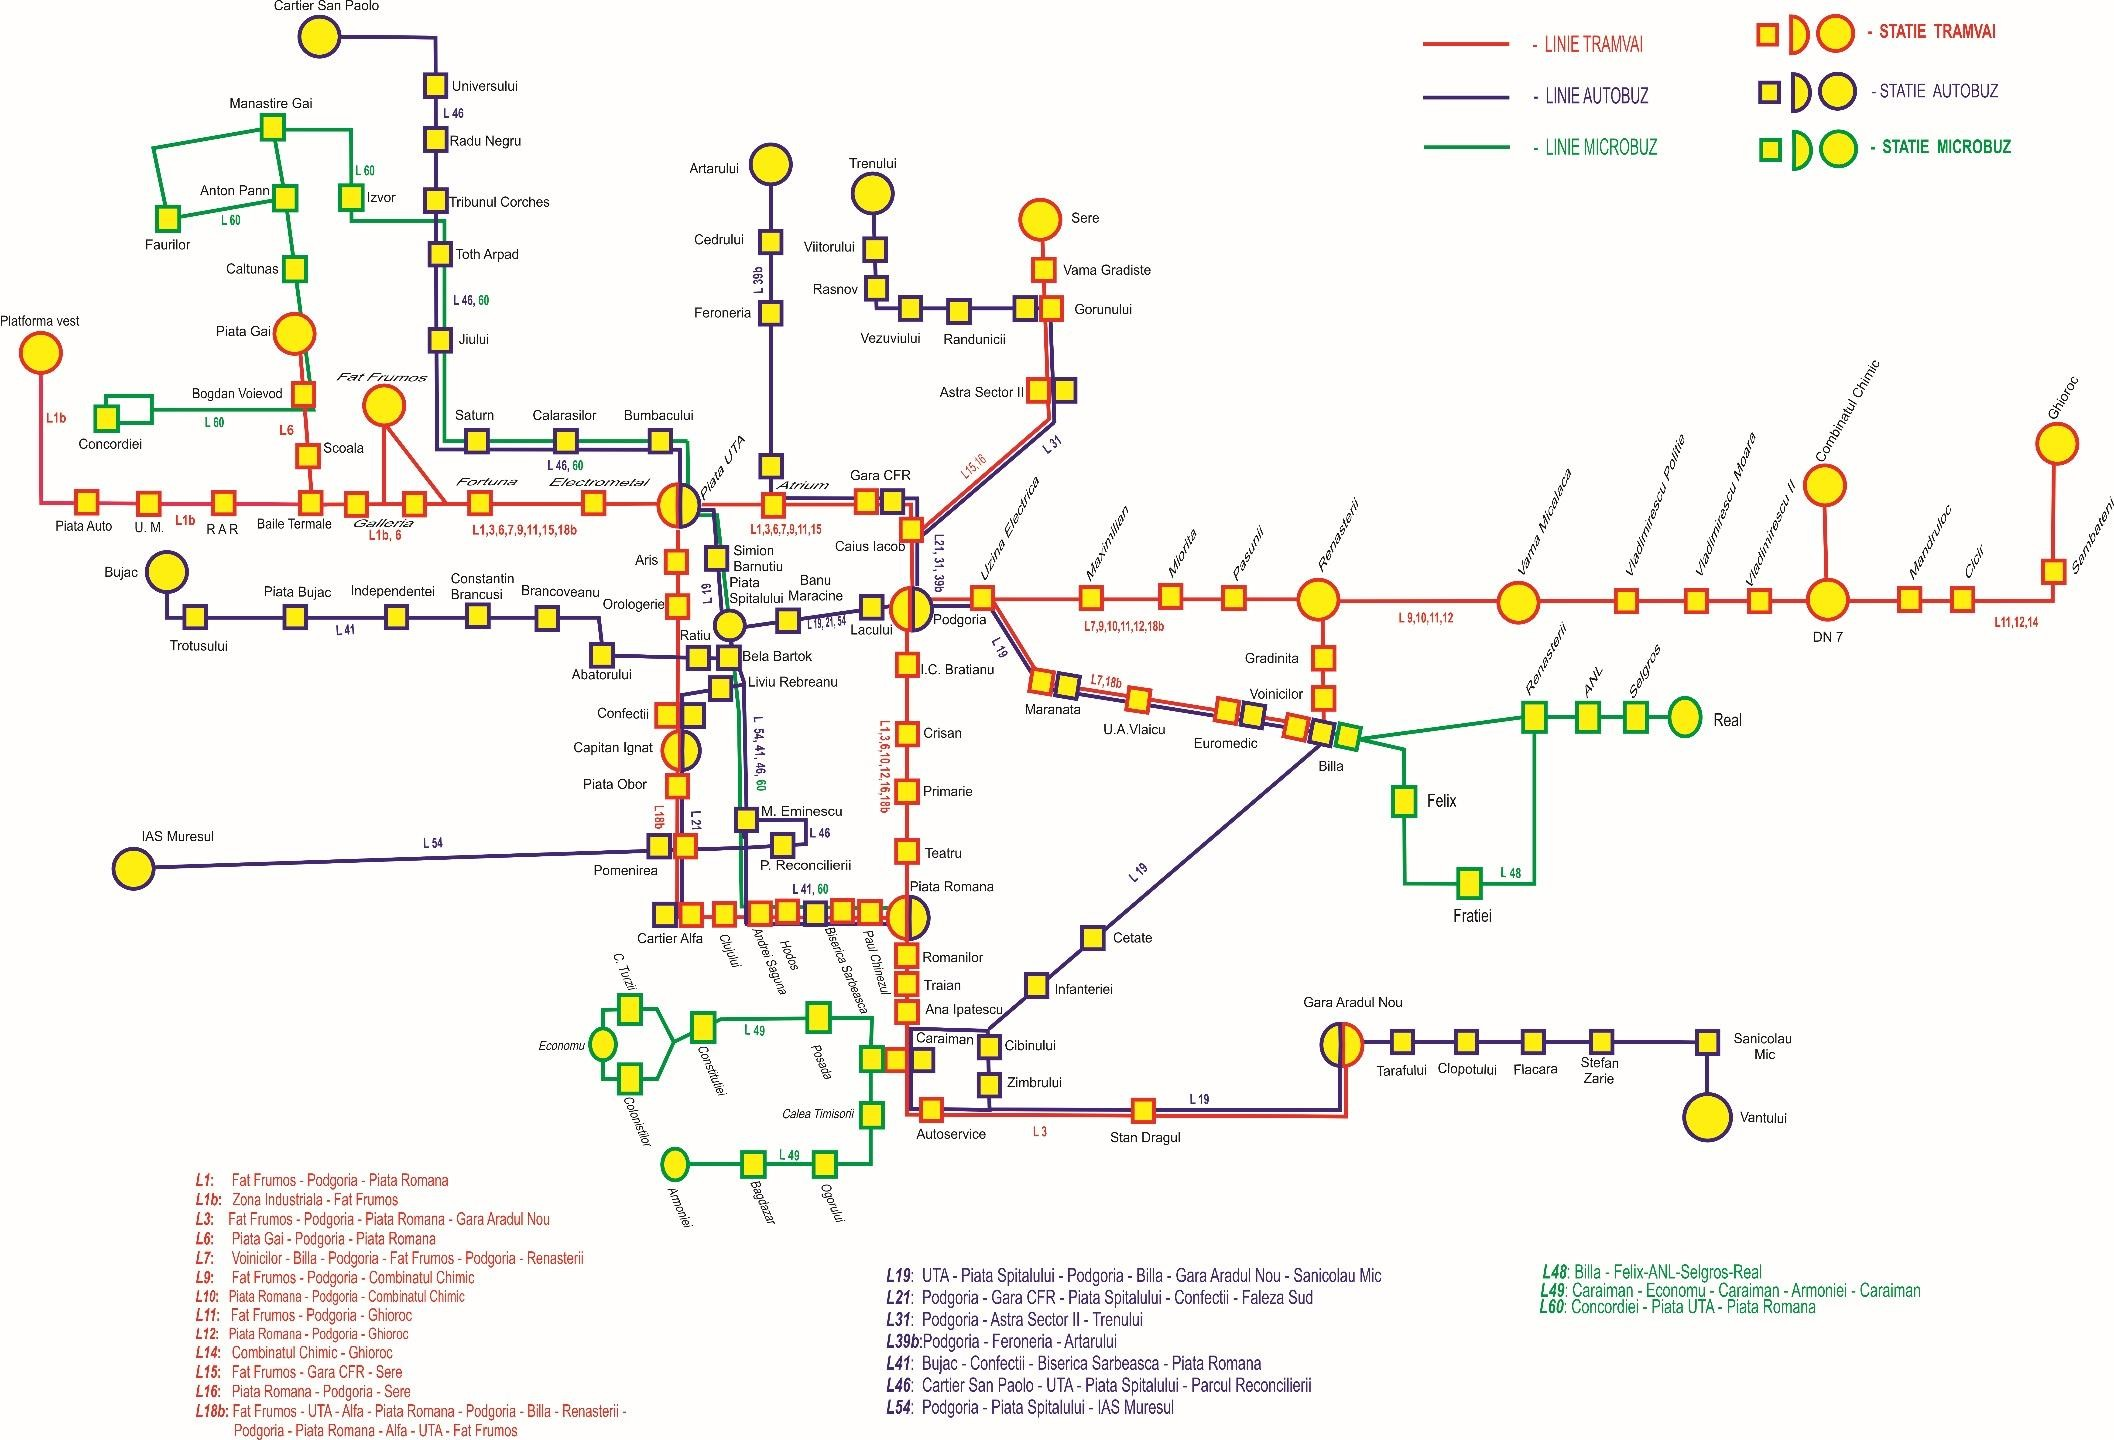 Cartier San Paolo
- LINIE TRAMVAI
- STATIE TRAMVAI
- LINIE AUTOBUZ
- STATIE AUTOBUZ
- LINIE MICROBUZ
- STATIE MICROBUZ
Universului
L 46
Manastire Gai
Radu Negru
L 60
Anton Pann
Izvor
Tribunul Corches
L 60
Faurilor
Toth Arpad
Caltunas
L 46, 60
Jiului
Artarului
Trenului
Sere
Cedrului
Viitorului
L 39b
Vama Gradiste
Rasnov
Feroneria
Gorunului
Vezuviului
Randunicii
Platforma vest
Piata Gai
Fat Frumos
Bogdan Voievod
Astra Sector II
L1b
L 60
L6
Concordiei
Scoala
Saturn
Calarasilor
Bumbacului
L 46, 60
L15,16
L 31
Piata UTA
Fortuna
Electrometal
Atrium
Gara CFR
Piata Auto
U. M.
L1b
R A R
Baile Termale
Galleria
L1b, 6
L1,3,6,7,9,11,15,18b
L1,3,6,7,9,11,15
Caius Iacob
L21, 31, 39b
Uzina Electrica
Maximilian
Miorita
Pasunii
Renasterii
Vama Micalaca
Vladimirescu Politie
Vladimirescu Moara
Vladimirescu II
Combinatul Chimic
Mandruloc
Cicir
Ghioroc
Sambateni
Bujac
Piata Bujac
Independentei
Constantin
Brancusi
Brancoveanu
Trotusului
L 41
Abatorului
Aris
Orologerie
Simion
Barnutiu
L 19
Piata
Spitalului
Banu
Maracine
L 19, 21, 54
Lacului
Podgoria
Ratiu
Bela Bartok
Liviu Rebreanu
L7,9,10,11,12,18b
L 9,10,11,12
DN 7
L11,12,14
I.C. Bratianu
L 19
Gradinita
Maranata
L7,18b
U.A.Vlaicu
Voinicilor
Euromedic
Billa
Renasterii
ANL
Selgros
Real
Felix
L 48
Fratiei
Confectii
Capitan Ignat
Piata Obor
L 54, 41, 46, 60
Crisan
L1,3,6,10,12,16,18b
Primarie
L18b
L 21
M. Eminescu
L 46
IAS Muresul
L 54
Pomenirea
P. Reconcilierii
Teatru
L 41, 60
Piata Romana
L 19
Cartier Alfa
Clujului
Andrei Saguna
Hodos
Biserica Sarbeasca
Paul Chinezul
Cetate
Romanilor
Traian
Ana Ipatescu
Infanteriei
C. Turzii
Economu
Colonistilor
Constitutiei
L 49
Posada
Caraiman
Cibinului
Zimbrului
Calea Timisorii
Autoservice
L 3
Stan Dragul
L 19
Gara Aradul Nou
Tarafului
Clopotului
Flacara
Stefan
Zarie
Sanicolau
Mic
Vantului
L 49
Armoniei
Bagdazar
Ogorului
L1: Fat Frumos - Podgoria - Piata Romana
L1b: Zona Industriala - Fat Frumos
L3: Fat Frumos - Podgoria - Piata Romana - Gara Aradul Nou
L6: Piata Gai - Podgoria - Piata Romana
L7: Voinicilor - Billa - Podgoria - Fat Frumos - Podgoria - Renasterii
L9: Fat Frumos - Podgoria - Combinatul Chimic
L10: Piata Romana - Podgoria - Combinatul Chimic
L11: Fat Frumos - Podgoria - Ghioroc
L12: Piata Romana - Podgoria - Ghioroc
L14: Combinatul Chimic - Ghioroc
L15: Fat Frumos - Gara CFR - Sere
L16: Piata Romana - Podgoria - Sere
L18b: Fat Frumos - UTA - Alfa - Piata Romana - Podgoria - Billa - Renasterii -
Podgoria - Piata Romana - Alfa - UTA - Fat Frumos
L19: UTA - Piata Spitalului - Podgoria - Billa - Gara Aradul Nou - Sanicolau Mic
L21: Podgoria - Gara CFR - Piata Spitalului - Confectii - Faleza Sud
L31: Podgoria - Astra Sector II - Trenului
L39b:Podgoria - Feroneria - Artarului
L41: Bujac - Confectii - Biserica Sarbeasca - Piata Romana
L46: Cartier San Paolo - UTA - Piata Spitalului - Parcul Reconcilierii
L54: Podgoria - Piata Spitalului - IAS Muresul
L48: Billa - Felix-ANL-Selgros-Real
L49: Caraiman - Economu - Caraiman - Armoniei - Caraiman
L60: Concordiei - Piata UTA - Piata Romana